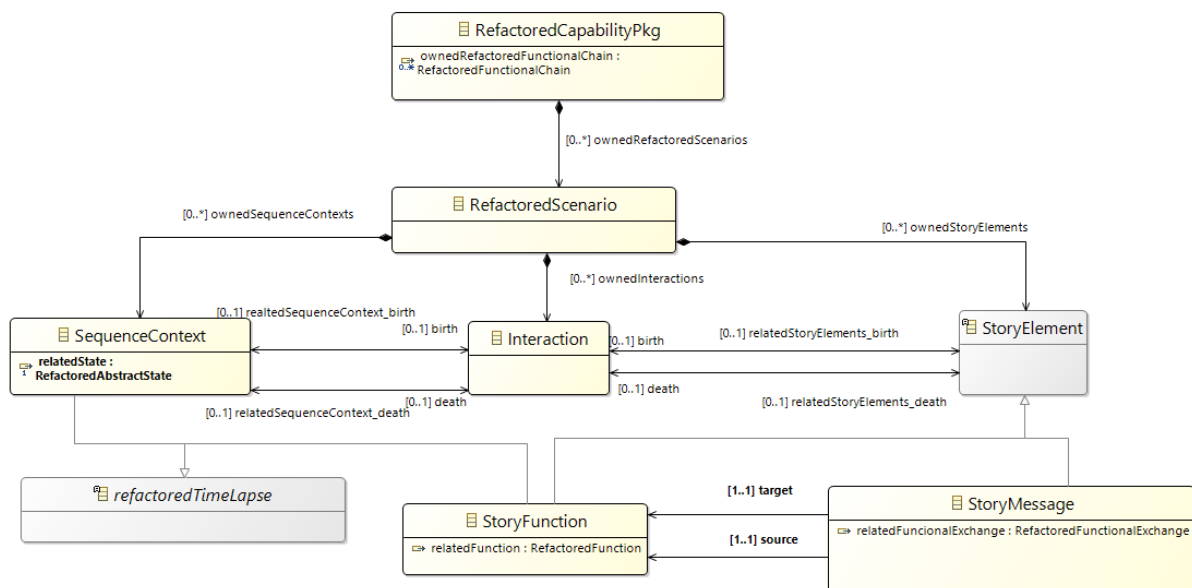 RefactoredCapabilityPkg
ownedRefactoredFunctionalChain :
0..*
RefactoredFunctionalChain
[0..*] ownedRefactoredScenarios
RefactoredScenario
[0..*] ownedSequenceContexts
[0..*] ownedStoryElements
[0..*] ownedInteractions
[0..1] realtedSequenceContext_birth
SequenceContext
relatedState :
1
RefactoredAbstractState
[0..1] birth
Interaction
[0..1] relatedStoryElements_birth
[0..1] birth
StoryElement
[0..1] death
[0..1] relatedSequenceContext_death
[0..1] death
[0..1] relatedStoryElements_death
refactoredTimeLapse
[1..1] target
StoryFunction
relatedFunction : RefactoredFunction
[1..1] source
StoryMessage
relatedFuncionalExchange : RefactoredFunctionalExchange